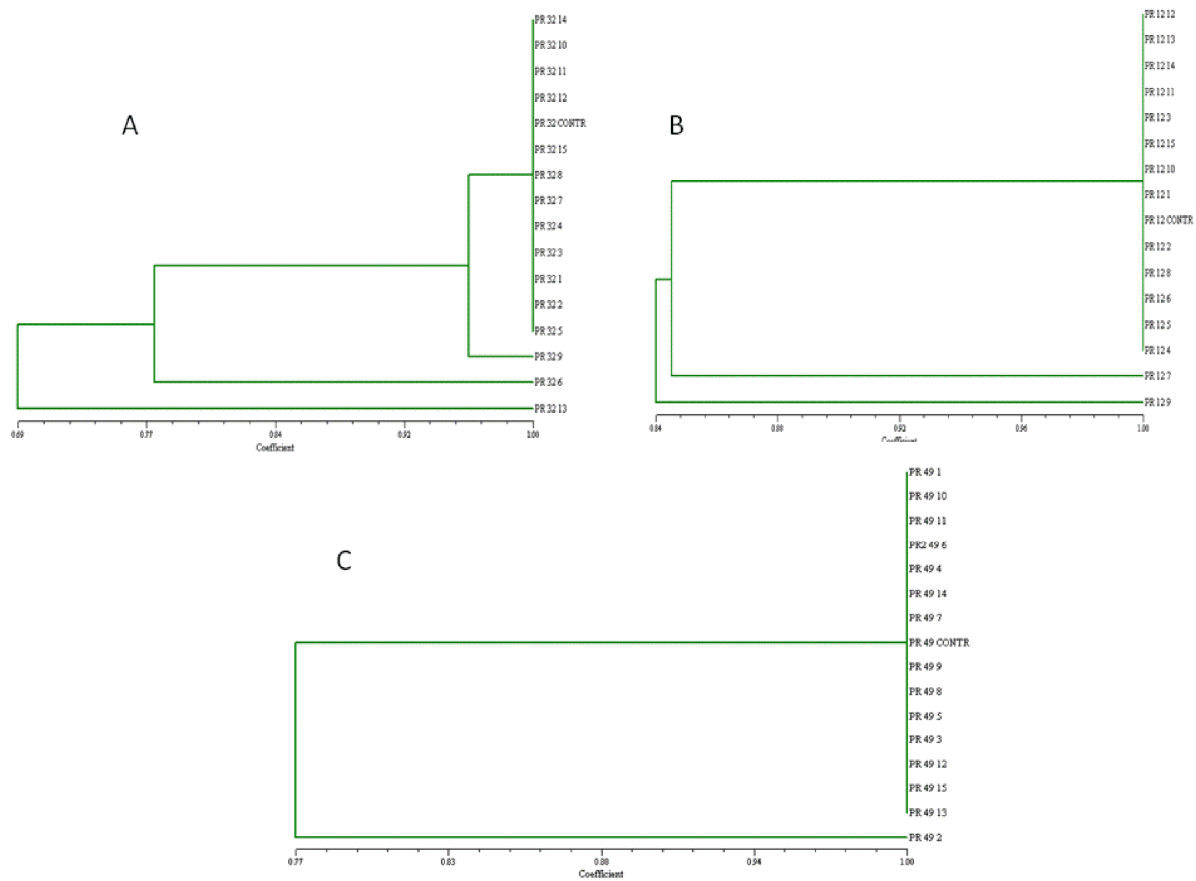 A
PR 32 14
PR 32 10
PR 32 11
PR 32 12
PR 32 CONTR
PR 32 15
PR 32 8
PR 32 7
PR 32 4
PR 32 3
PR 32 1
PR 32 2
PR 32 5
PR 32 9
PR 32 6
PR 32 13
0.69 0.77 0.84 0.92 1.00
Coefficient
B
PR 12 12
PR 12 13
PR 12 14
PR 12 11
PR 12 3
PR 12 15
PR 12 10
PR 12 1
PR 12 CONTR
PR 12 2
PR 12 8
PR 12 6
PR 12 5
PR 12 4
PR 12 7
PR 12 9
0.84 0.92 0.96 1.00
Coefficient
C
PR 49 1
PR 49 10
PR 49 11
PR2 49 6
PR 49 4
PR 49 14
PR 49 7
PR 49 CONTR
PR 49 9
PR 49 8
PR 49 5
PR 49 3
PR 49 12
PR 49 15
PR 49 13
PR 49 2
0.77 0.83 0.88 0.94 1.00
Coefficient